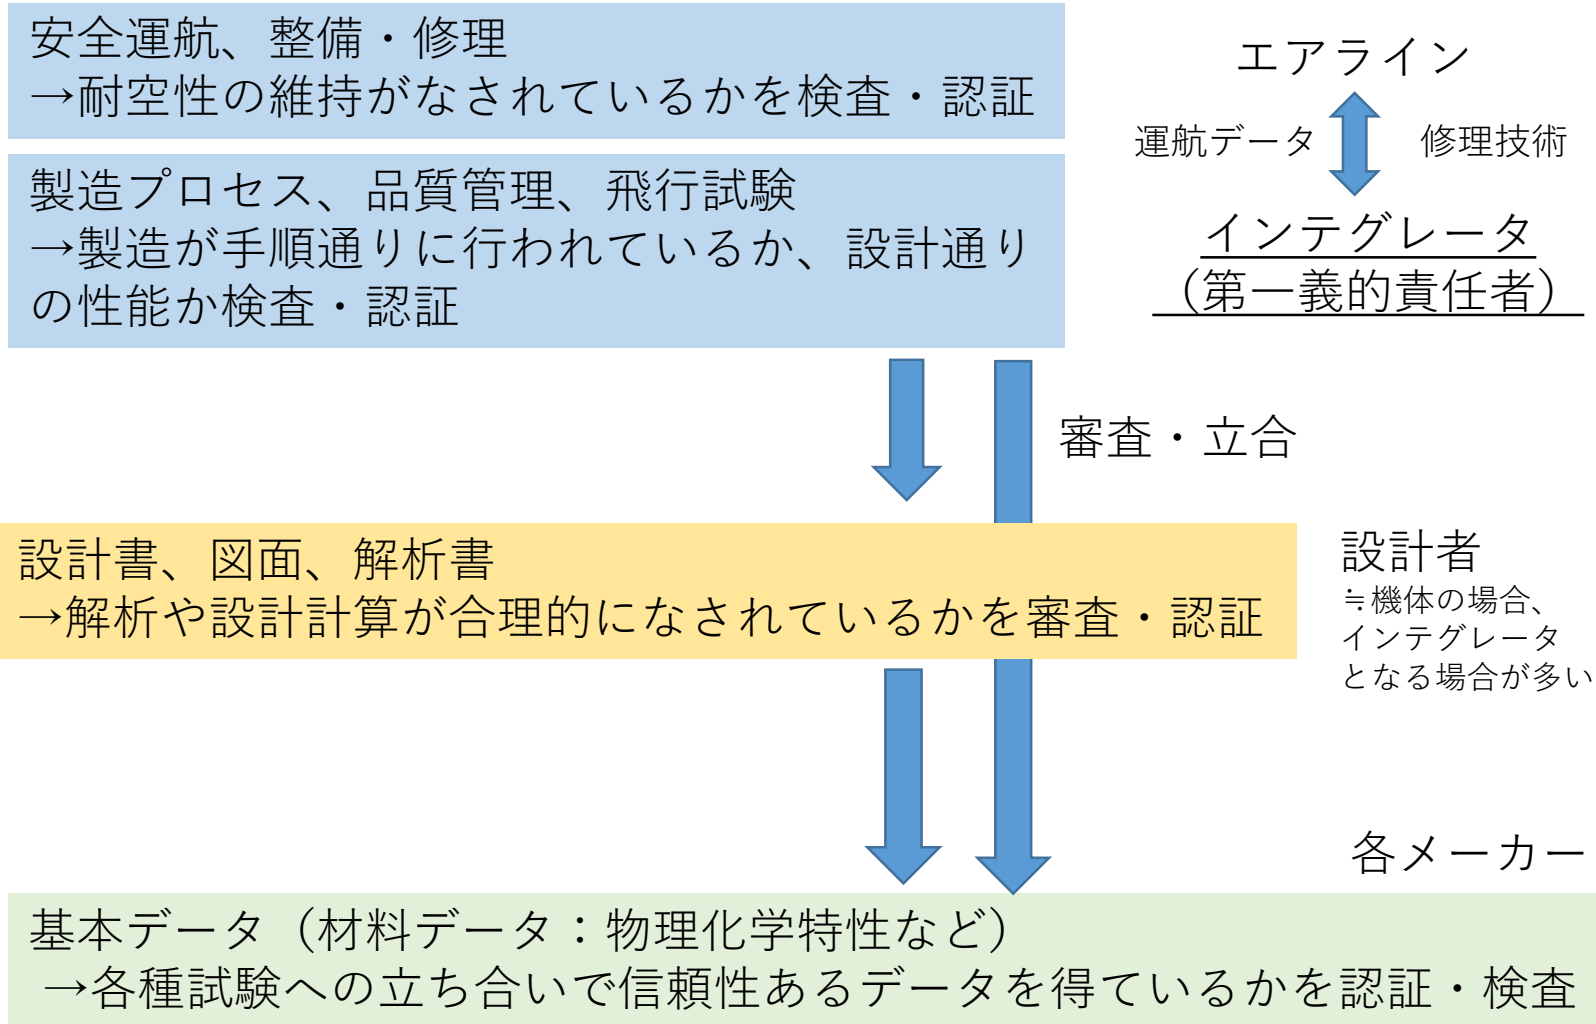 安全運航、整備・修理
→耐空性の維持がなされているかを検査・認証
エアライン
運航データ
修理技術
製造プロセス、品質管理、飛行試験
→製造が手順通りに行われているか、設計通り
の性能か検査・認証
インテグレータ
（第一義的責任者）
審査・立合
設計書、図面、解析書
→解析や設計計算が合理的になされているかを審査・認証
設計者
≒機体の場合、
インテグレータ
となる場合が多い
各メーカー
基本データ（材料データ：物理化学特性など）
→各種試験への立ち合いで信頼性あるデータを得ているかを認証・検査